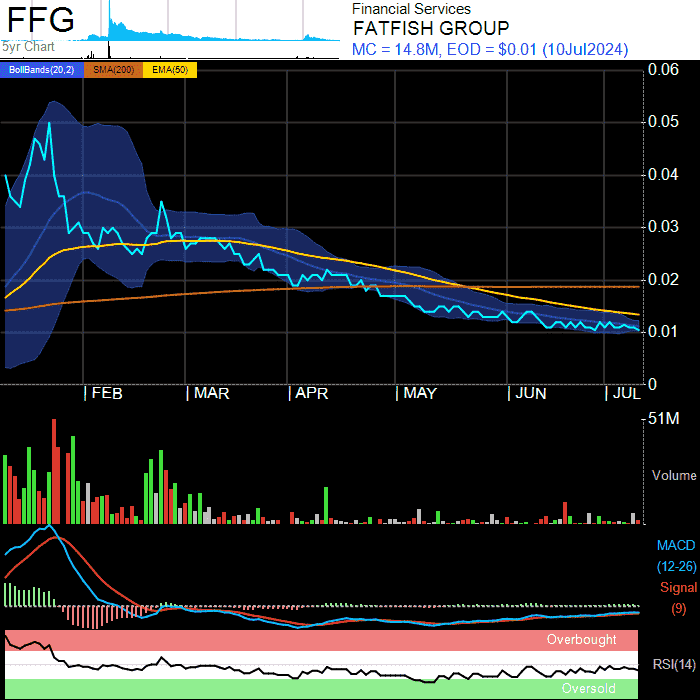 FFG
5yr Chart
Financial Services
FATFISH GROUP
MC = 14.8M, EOD = $0.01 (10Jul2024)
BollBands(20,2) SMA(200) EMA(50)
0.06
0.05
0.04
0.03
0.02
0.01
0
FEB MAR APR MAY JUN JUL
51M
Volume
MACD
(12-26)
Signal
(9)
Overbought
RSI(14)
Oversold